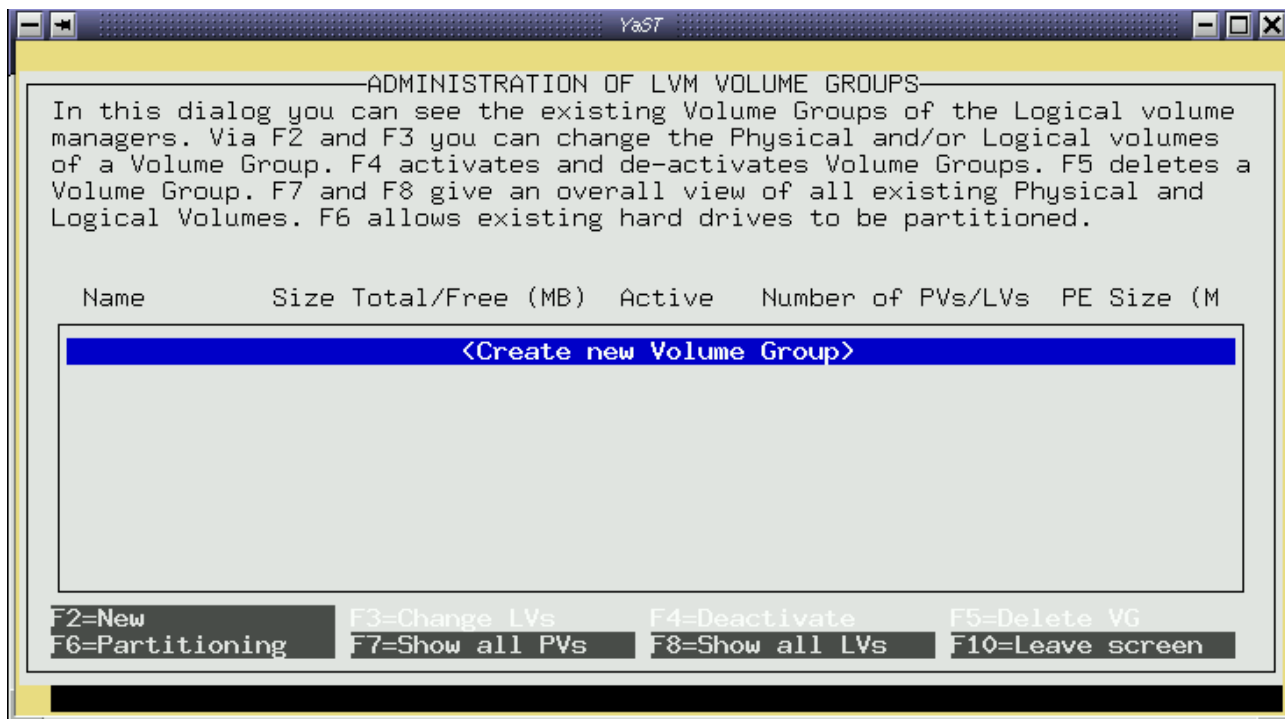 YaST
ADMINISTRATION OF LVM VOLUME GROUPS
In this dialog you can see the existing Volume Groups of the Logical volume
managers. Via F2 and F3 you can change the Physical and/or Logical volumes
of a Volume Group. F4 activates and de-activates Volume Groups. F5 deletes a
Volume Group. F7 and F8 give an overall view of all existing Physical and
Logical Volumes. F6 allows existing hard drives to be partitioned.
Name Size Total/Free (MB) Active Number of PVs/LVs PE Size (M
<Create new Volume Group>
F2=New F3=Change LVs F4=Deactivate F5=Delete VG
F6=Partitioning F7=Show all PVs F8=Show all LVs F10=Leave screen